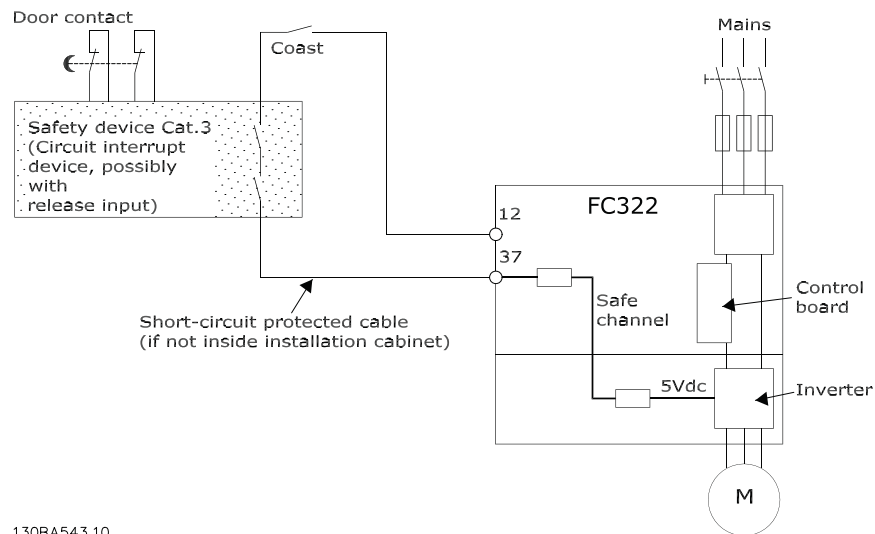 Door contact
Mains
Coast
Safety device Cat.3
(Circuit interrupt
device, possibly
with
release input)
12
FC322
37
Safe
channel
Control
board
Short-circuit protected cable
(if not inside installation cabinet)
5Vdc
Inverter
M
130BA543.10